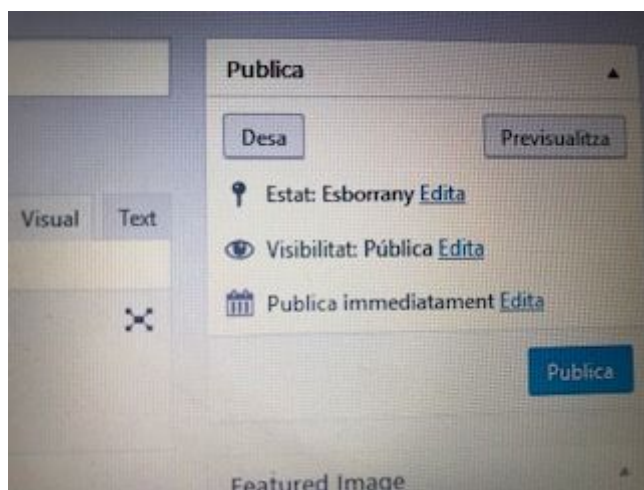 Publica
Desa
Previsualitza
Estat: Esborrany Edita
Visual
Text
Visibilitat: Pública Edita
Publica immediatament Edita
Publica
Featured Image